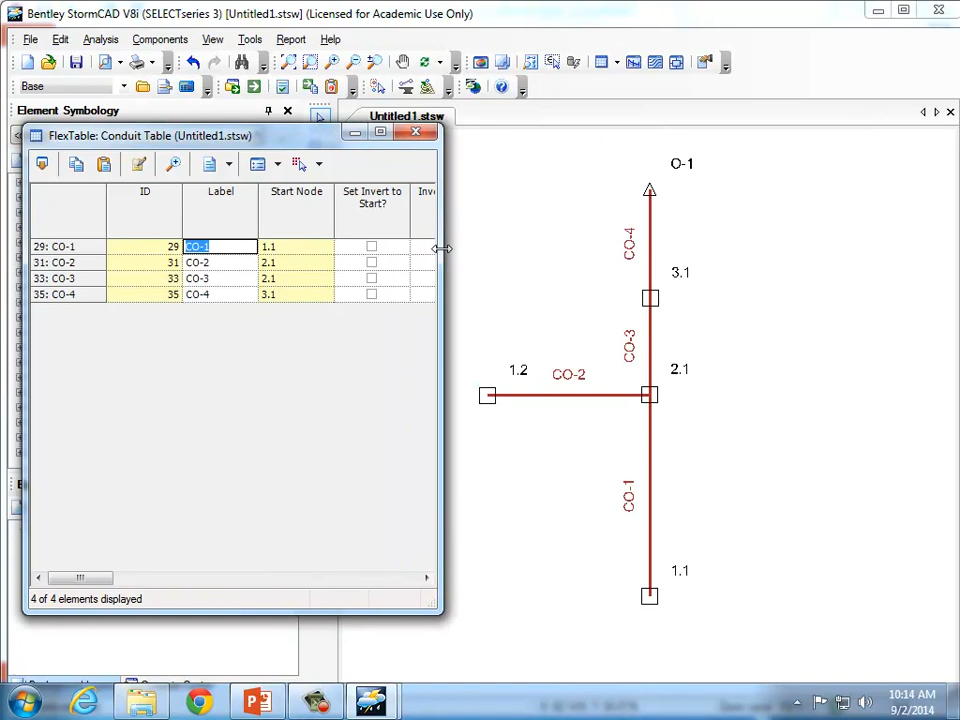 Bentley StormCAD V8i (SELECTseries 3) [Untitled1.stsw] (Licensed for Academic Use Only)
File Edit Analysis Components View Tools Report Help
Base
Element Symbology
Untitled1.stsw
FlexTable: Conduit Table (Untitled1.stsw)
ID Label Start Node Set Invert to Start?
29: CO-1 29 CO-1 1.1
31: CO-2 31 CO-2 2.1
33: CO-3 33 CO-3 2.1
35: CO-4 35 CO-4 3.1
4 of 4 elements displayed
O-1
CO-4
3.1
CO-3
1.2
CO-2
2.1
CO-1
1.1
10:14 AM
9/2/2014